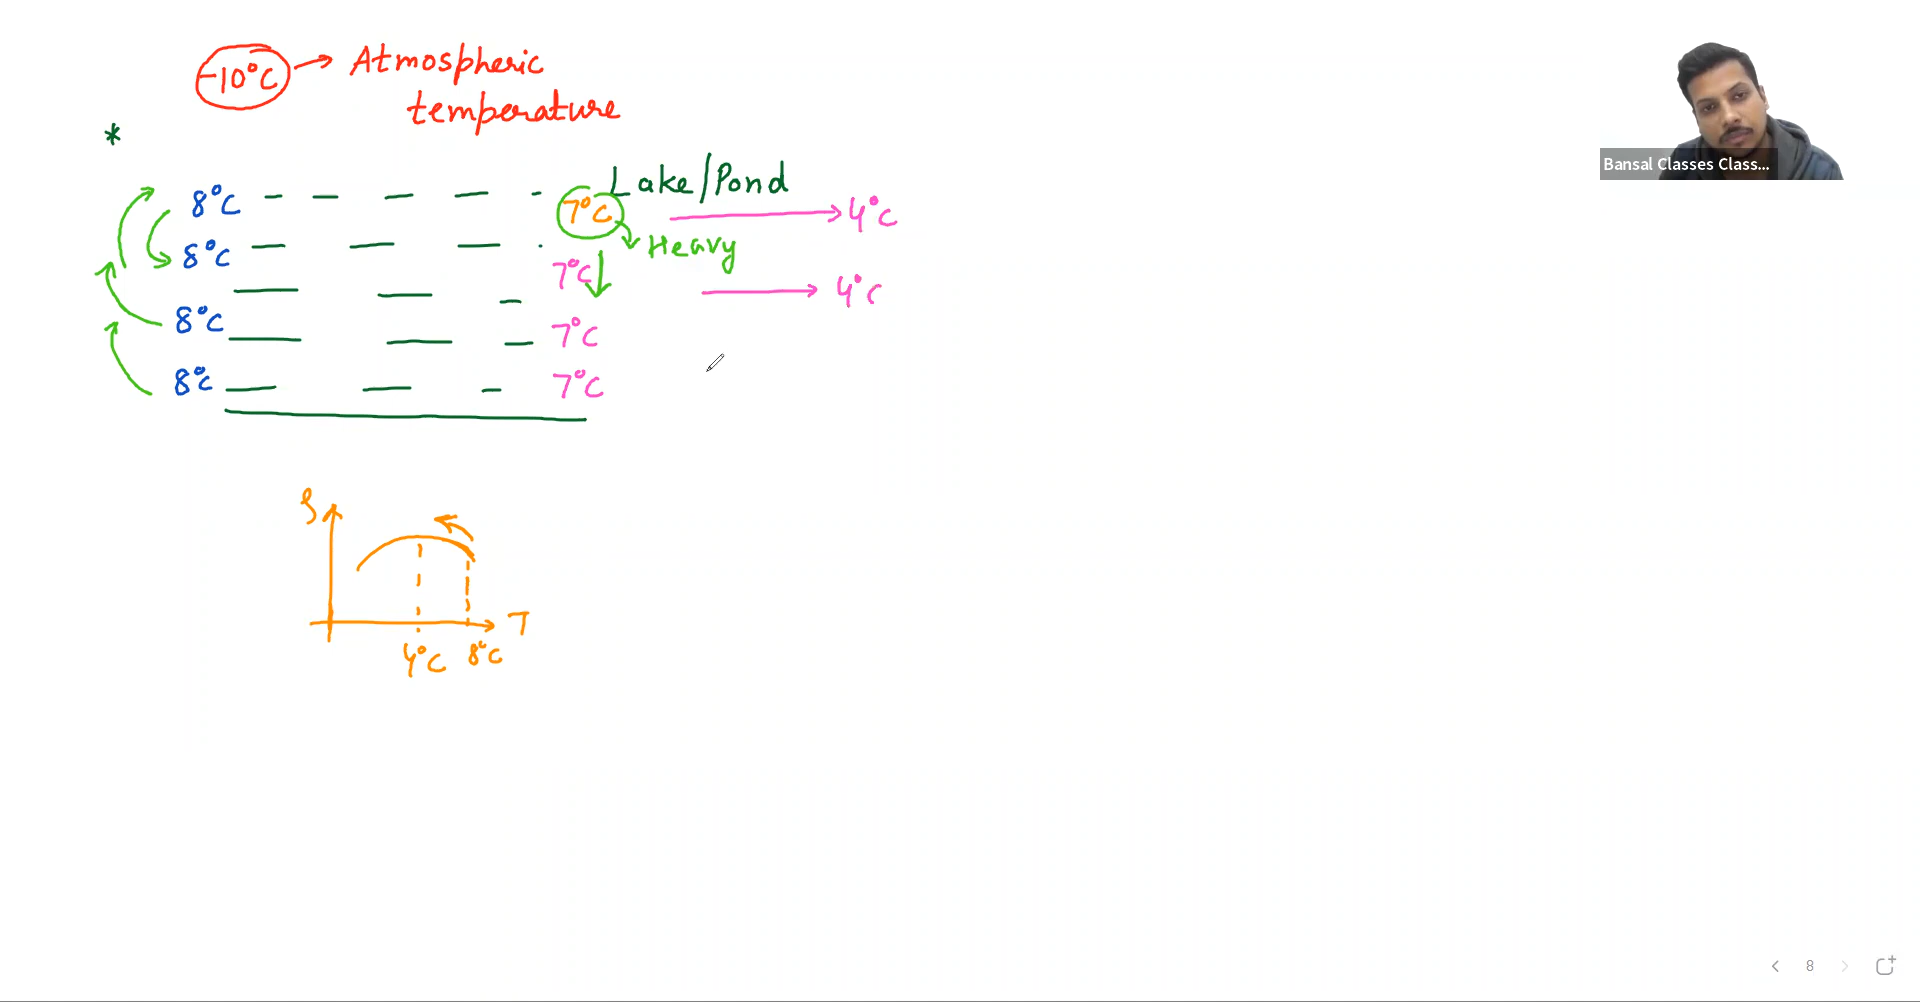 -10°C → Atmospheric
temperature
*
Lake/Pond
8°C 7°C → 4°C
Heavy
8°C 7°C → 4°C
8°C 7°C
8°C 7°C
ρ
T
4°C 8°C
Bansal Classes Class...
8